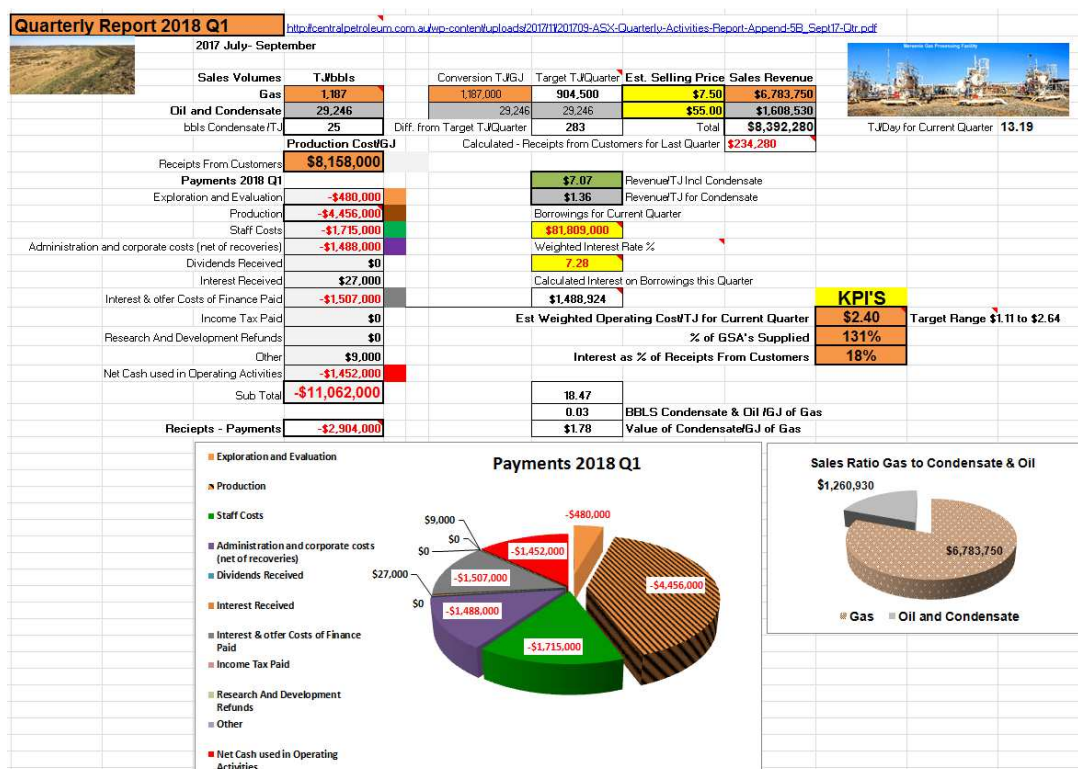 Quarterly Report 2018 Q1 http://centralpetroleum.com.au/wp-content/uploads/2017/11/201709-ASX-Quarterly-Activities-Report-Append-5B_Sept17-Qtr.pdf
2017 July- September
Mereenie Gas Processing Facility
Sales Volumes TJ/bbls Conversion TJ/GJ Target TJ/Quarter Est. Selling Price Sales Revenue
Gas 1,187 1,187,000 904,500 $7.50 $6,783,750
Oil and Condensate 29,246 29,246 29,246 $55.00 $1,608,530
bbls Condensate/TJ 25 Diff. from Target TJ/Quarter 283 Total $8,392,280 TJ/Day for Current Quarter 13.19
Production Cost/GJ Calculated - Receipts from Customers for Last Quarter $234,280
Receipts From Customers $8,158,000
Payments 2018 Q1 $7.07 Revenue/TJ Incl Condensate
Exploration and Evaluation -$480,000 $1.36 Revenue/TJ for Condensate
Production -$4,456,000 Borrowings for Current Quarter
Staff Costs -$1,715,000 $81,809,000
Administration and corporate costs (net of recoveries) -$1,488,000 Weighted Interest Rate %
Dividends Received $0 7.28
Interest Received $27,000 Calculated Interest on Borrowings this Quarter
Interest & otfer Costs of Finance Paid -$1,507,000 $1,488,924 KPI'S
Income Tax Paid $0 Est Weighted Operating Cost/TJ for Current Quarter $2.40 Target Range $1.11 to $2.64
Research And Development Refunds $0 % of GSA's Supplied 131%
Other $9,000 Interest as % of Receipts From Customers 18%
Net Cash used in Operating Activities -$1,452,000
Sub Total -$11,062,000 18.47
0.03 BBLS Condensate & Oil /GJ of Gas
Reciepts - Payments -$2,904,000 $1.78 Value of Condensate/GJ of Gas
Payments 2018 Q1
Exploration and Evaluation
Production
Staff Costs
Administration and corporate costs
(net of recoveries)
Dividends Received
Interest Received
Interest & otfer Costs of Finance
Paid
Income Tax Paid
Research And Development
Refunds
Other
Net Cash used in Operating
Activities
-$480,000
-$4,456,000
-$1,715,000
-$1,488,000
$0
$27,000
-$1,507,000
$0
$0
$9,000
-$1,452,000
Sales Ratio Gas to Condensate & Oil
$1,260,930
$6,783,750
Gas Oil and Condensate